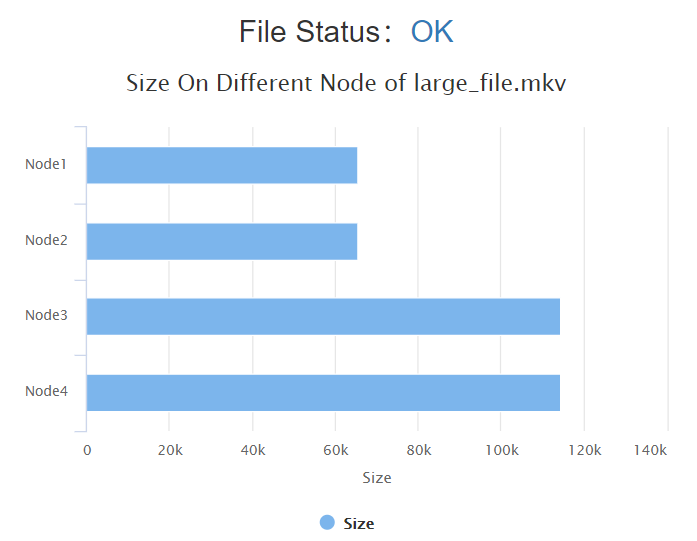 File Status： OK
Size On Different Node of large_file.mkv
Node1
Node2
Node3
Node4
0 20k 40k 60k 80k 100k 120k 140k
Size
Size